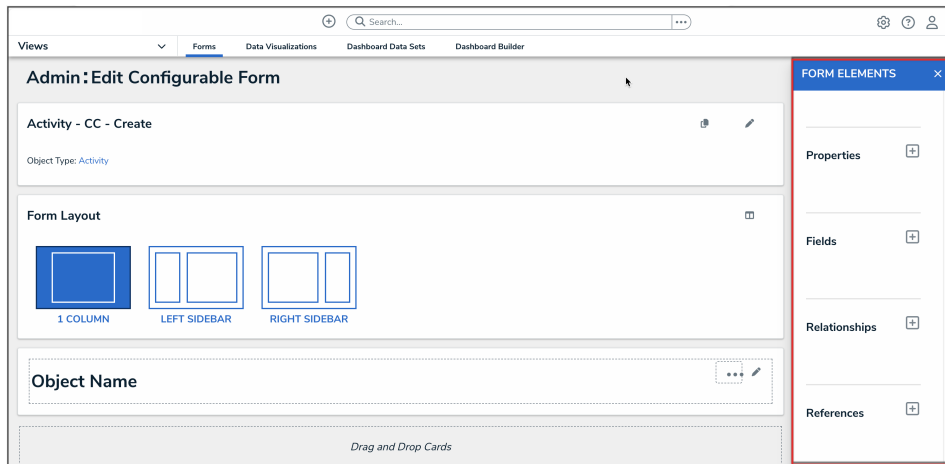 Search...
Views
Forms
Data Visualizations
Dashboard Data Sets
Dashboard Builder
Admin:Edit Configurable Form
Activity - CC - Create
Object Type: Activity
Form Layout
1 COLUMN
LEFT SIDEBAR
RIGHT SIDEBAR
Object Name
Drag and Drop Cards
FORM ELEMENTS
Properties
Fields
Relationships
References